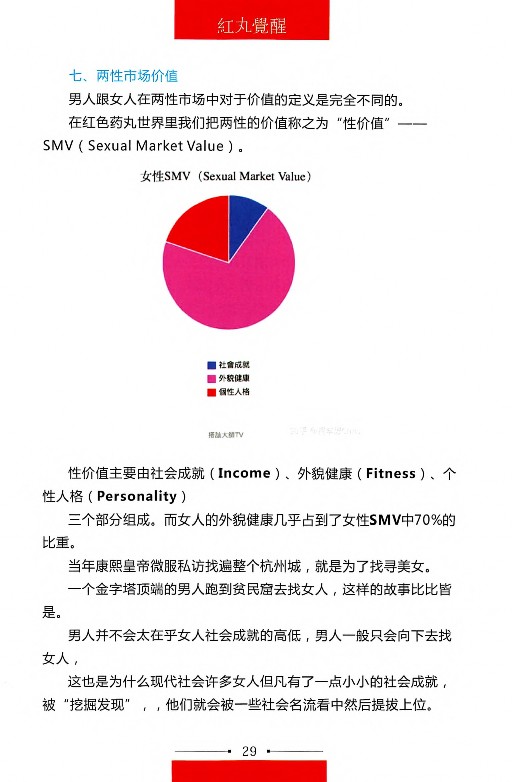 紅丸覺醒
七、两性市场价值
男人跟女人在两性市场中对于价值的定义是完全不同的。
在红色药丸世界里我们把两性的价值称之为“性价值”——
SMV（Sexual Market Value）。
女性SMV（Sexual Market Value）
社會成就
外貌健康
個性人格
性价值主要由社会成就（Income）、外貌健康（Fitness）、个
性人格（Personality）
三个部分组成。而女人的外貌健康几乎占到了女性SMV中70%的
比重。
当年康熙皇帝微服私访找遍整个杭州城，就是为了找寻美女。
一个金字塔顶端的男人跑到贫民窟去找女人，这样的故事比比皆
是。
男人并不会太在乎女人社会成就的高低，男人一般只会向下去找
女人，
这也是为什么现代社会许多女人但凡有了一点小小的社会成就，
被“挖掘发现”，，他们就会被一些社会名流看中然后提拔上位。
29